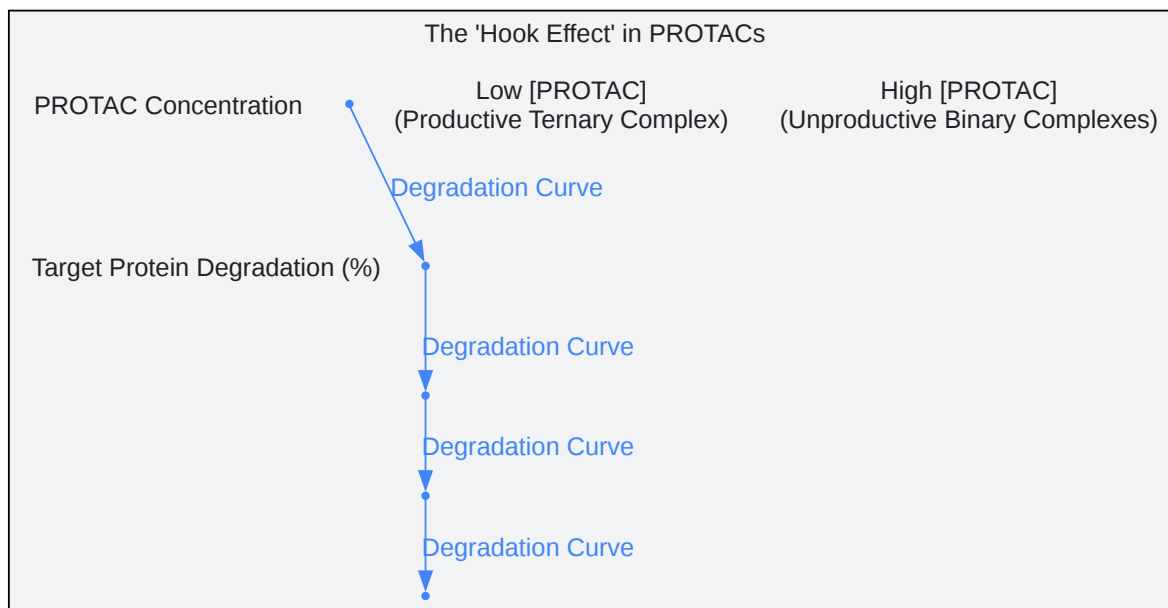 The 'Hook Effect' in PROTACs
PROTAC Concentration
Low [PROTAC]
(Productive Ternary Complex)
High [PROTAC]
(Unproductive Binary Complexes)
Degradation Curve
Target Protein Degradation (%)
Degradation Curve
Degradation Curve
Degradation Curve